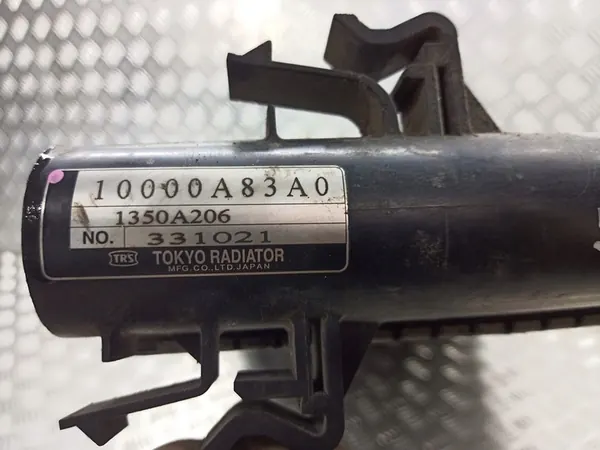 10000A83A0
1350A206
NO. 331021
TRS TOKYO RADIATOR
MFG.CO.,LTD.JAPAN